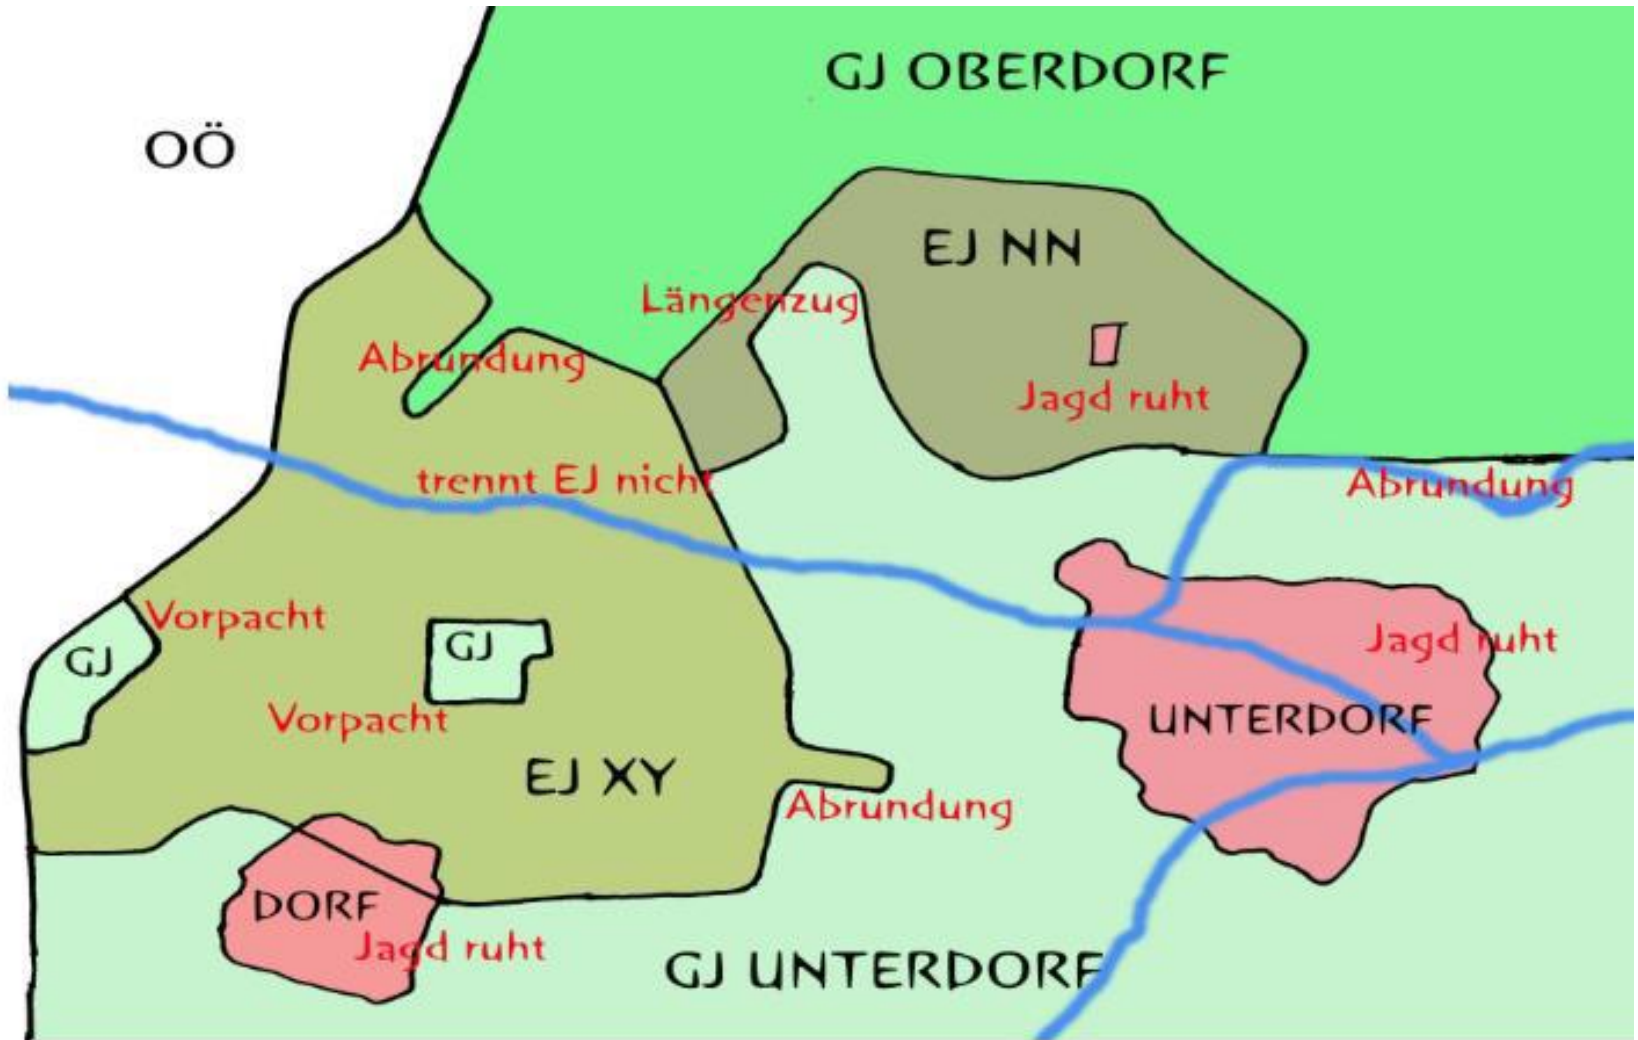 GJ OBERDORF
OÖ
EJ NN
Längenzug
Abrundung
Jagd ruht
trennt EJ nicht
Abrundung
Vorpacht
GJ
GJ
Jagd ruht
Vorpacht
UNTERDORF
EJ XY
Abrundung
DORF
Jagd ruht
GJ UNTERDORF